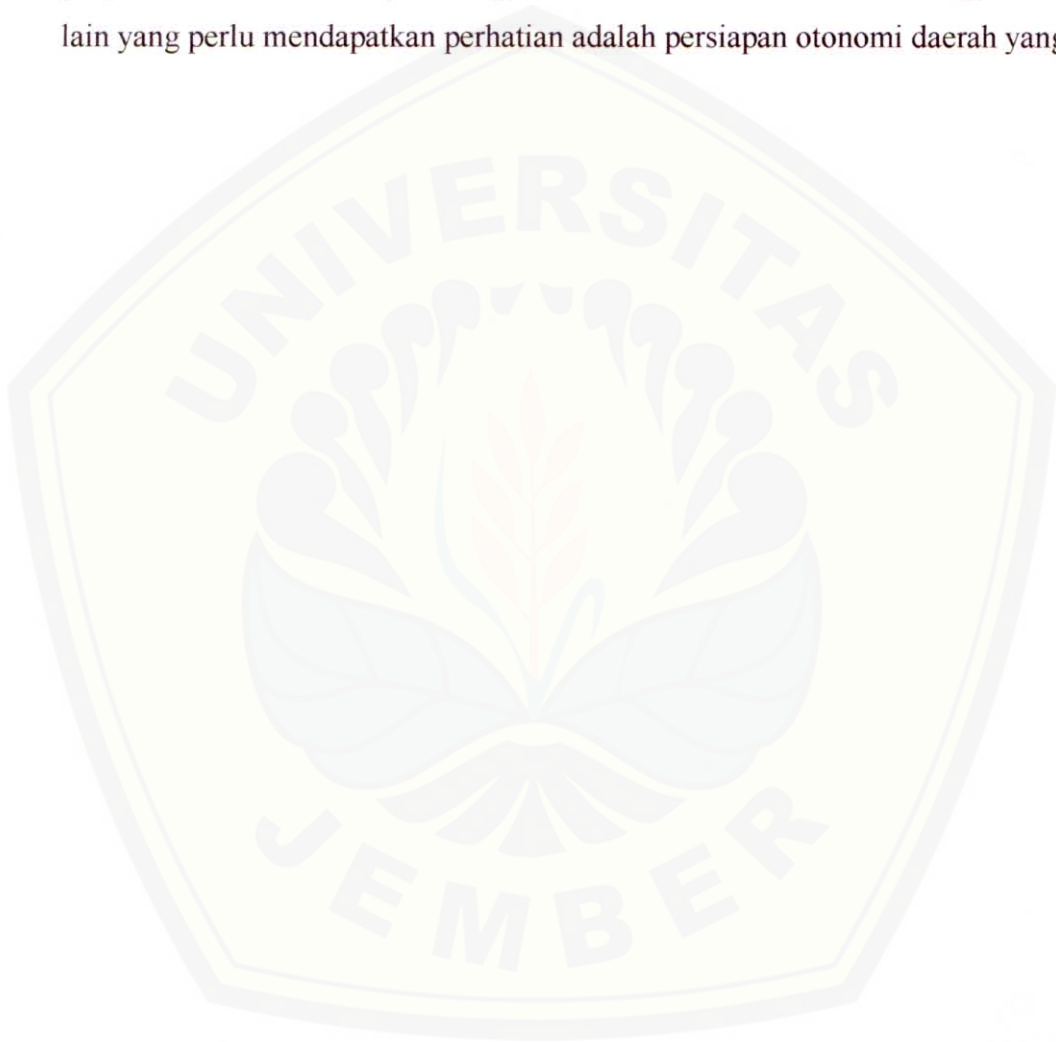 lain yang perlu mendapatkan perhatian adalah persiapan otonomi daerah yang
UNIVERSITAS
JEMBER